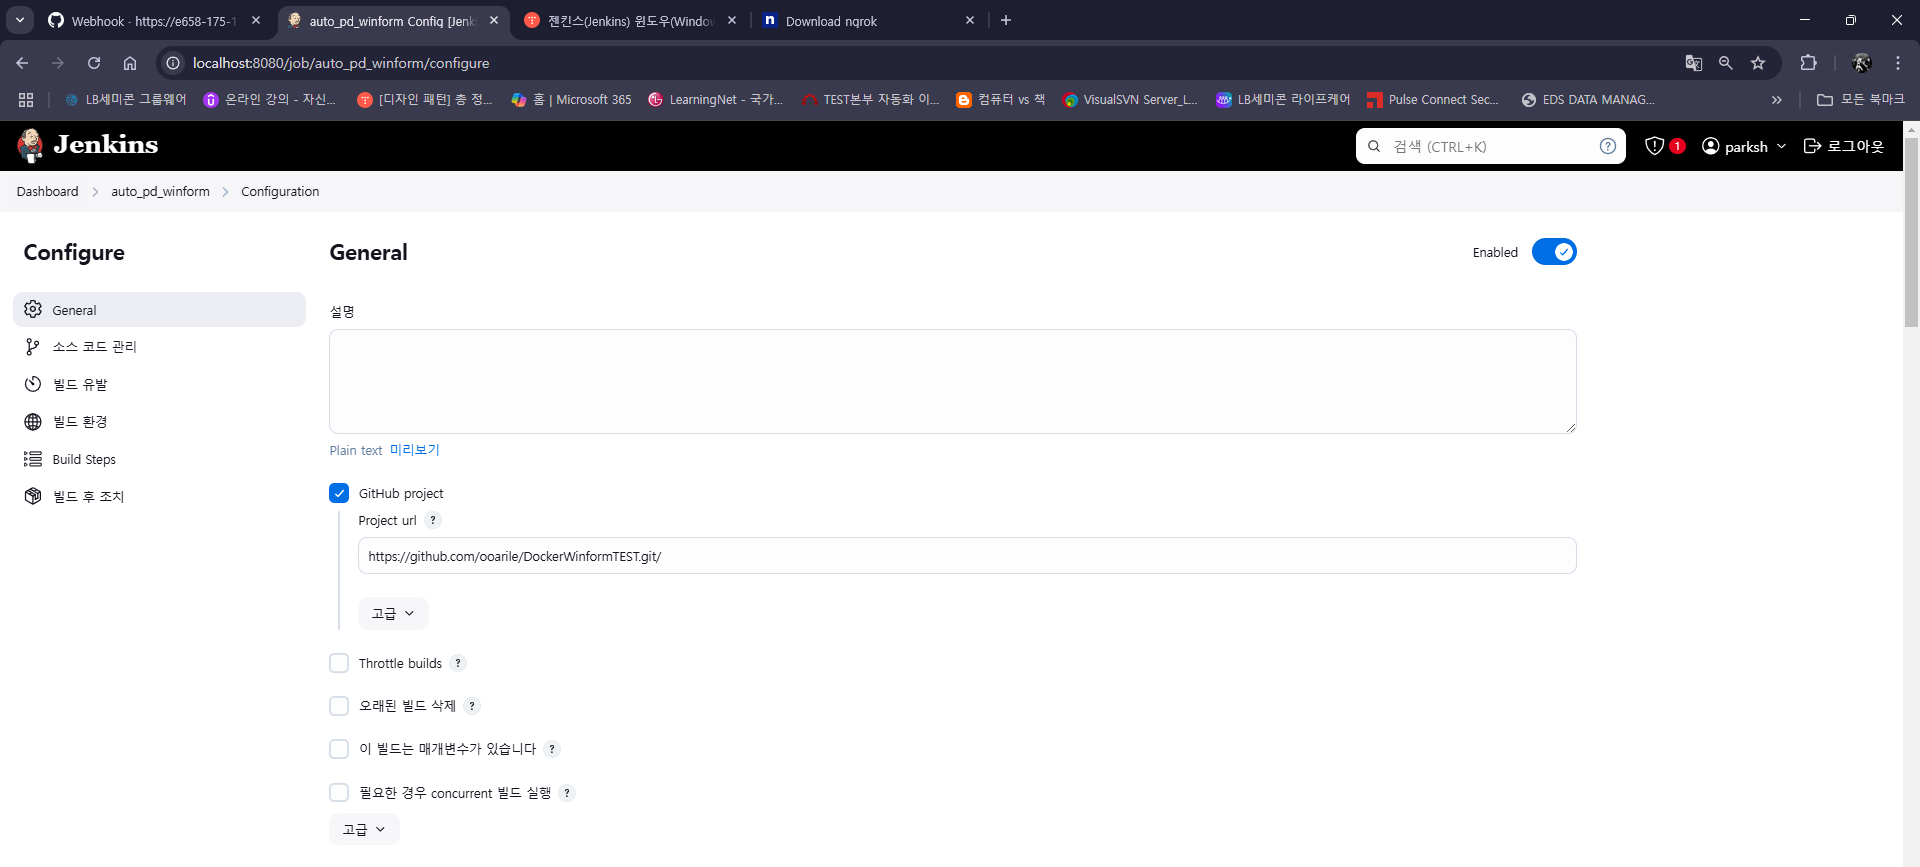 Webhook · https://e658-175-1
auto_pd_winform Config [Jenki
젠킨스(Jenkins) 윈도우(Window
Download ngrok
localhost:8080/job/auto_pd_winform/configure
LB세미콘 그룹웨어
온라인 강의 - 자신...
[디자인 패턴] 총 정...
홈 | Microsoft 365
LearningNet - 국가...
TEST본부 자동화 이...
컴퓨터 vs 책
VisualSVN Server_L...
LB세미콘 라이프케어
Pulse Connect Sec...
EDS DATA MANAG...
모든 북마크
Jenkins
검색 (CTRL+K)
1
parksh
로그아웃
Dashboard
auto_pd_winform
Configuration
Configure
General
소스 코드 관리
빌드 유발
빌드 환경
Build Steps
빌드 후 조치
General
Enabled
설명
Plain text 미리보기
GitHub project
Project url ?
https://github.com/ooarile/DockerWinformTEST.git/
고급
Throttle builds ?
오래된 빌드 삭제 ?
이 빌드는 매개변수가 있습니다 ?
필요한 경우 concurrent 빌드 실행 ?
고급